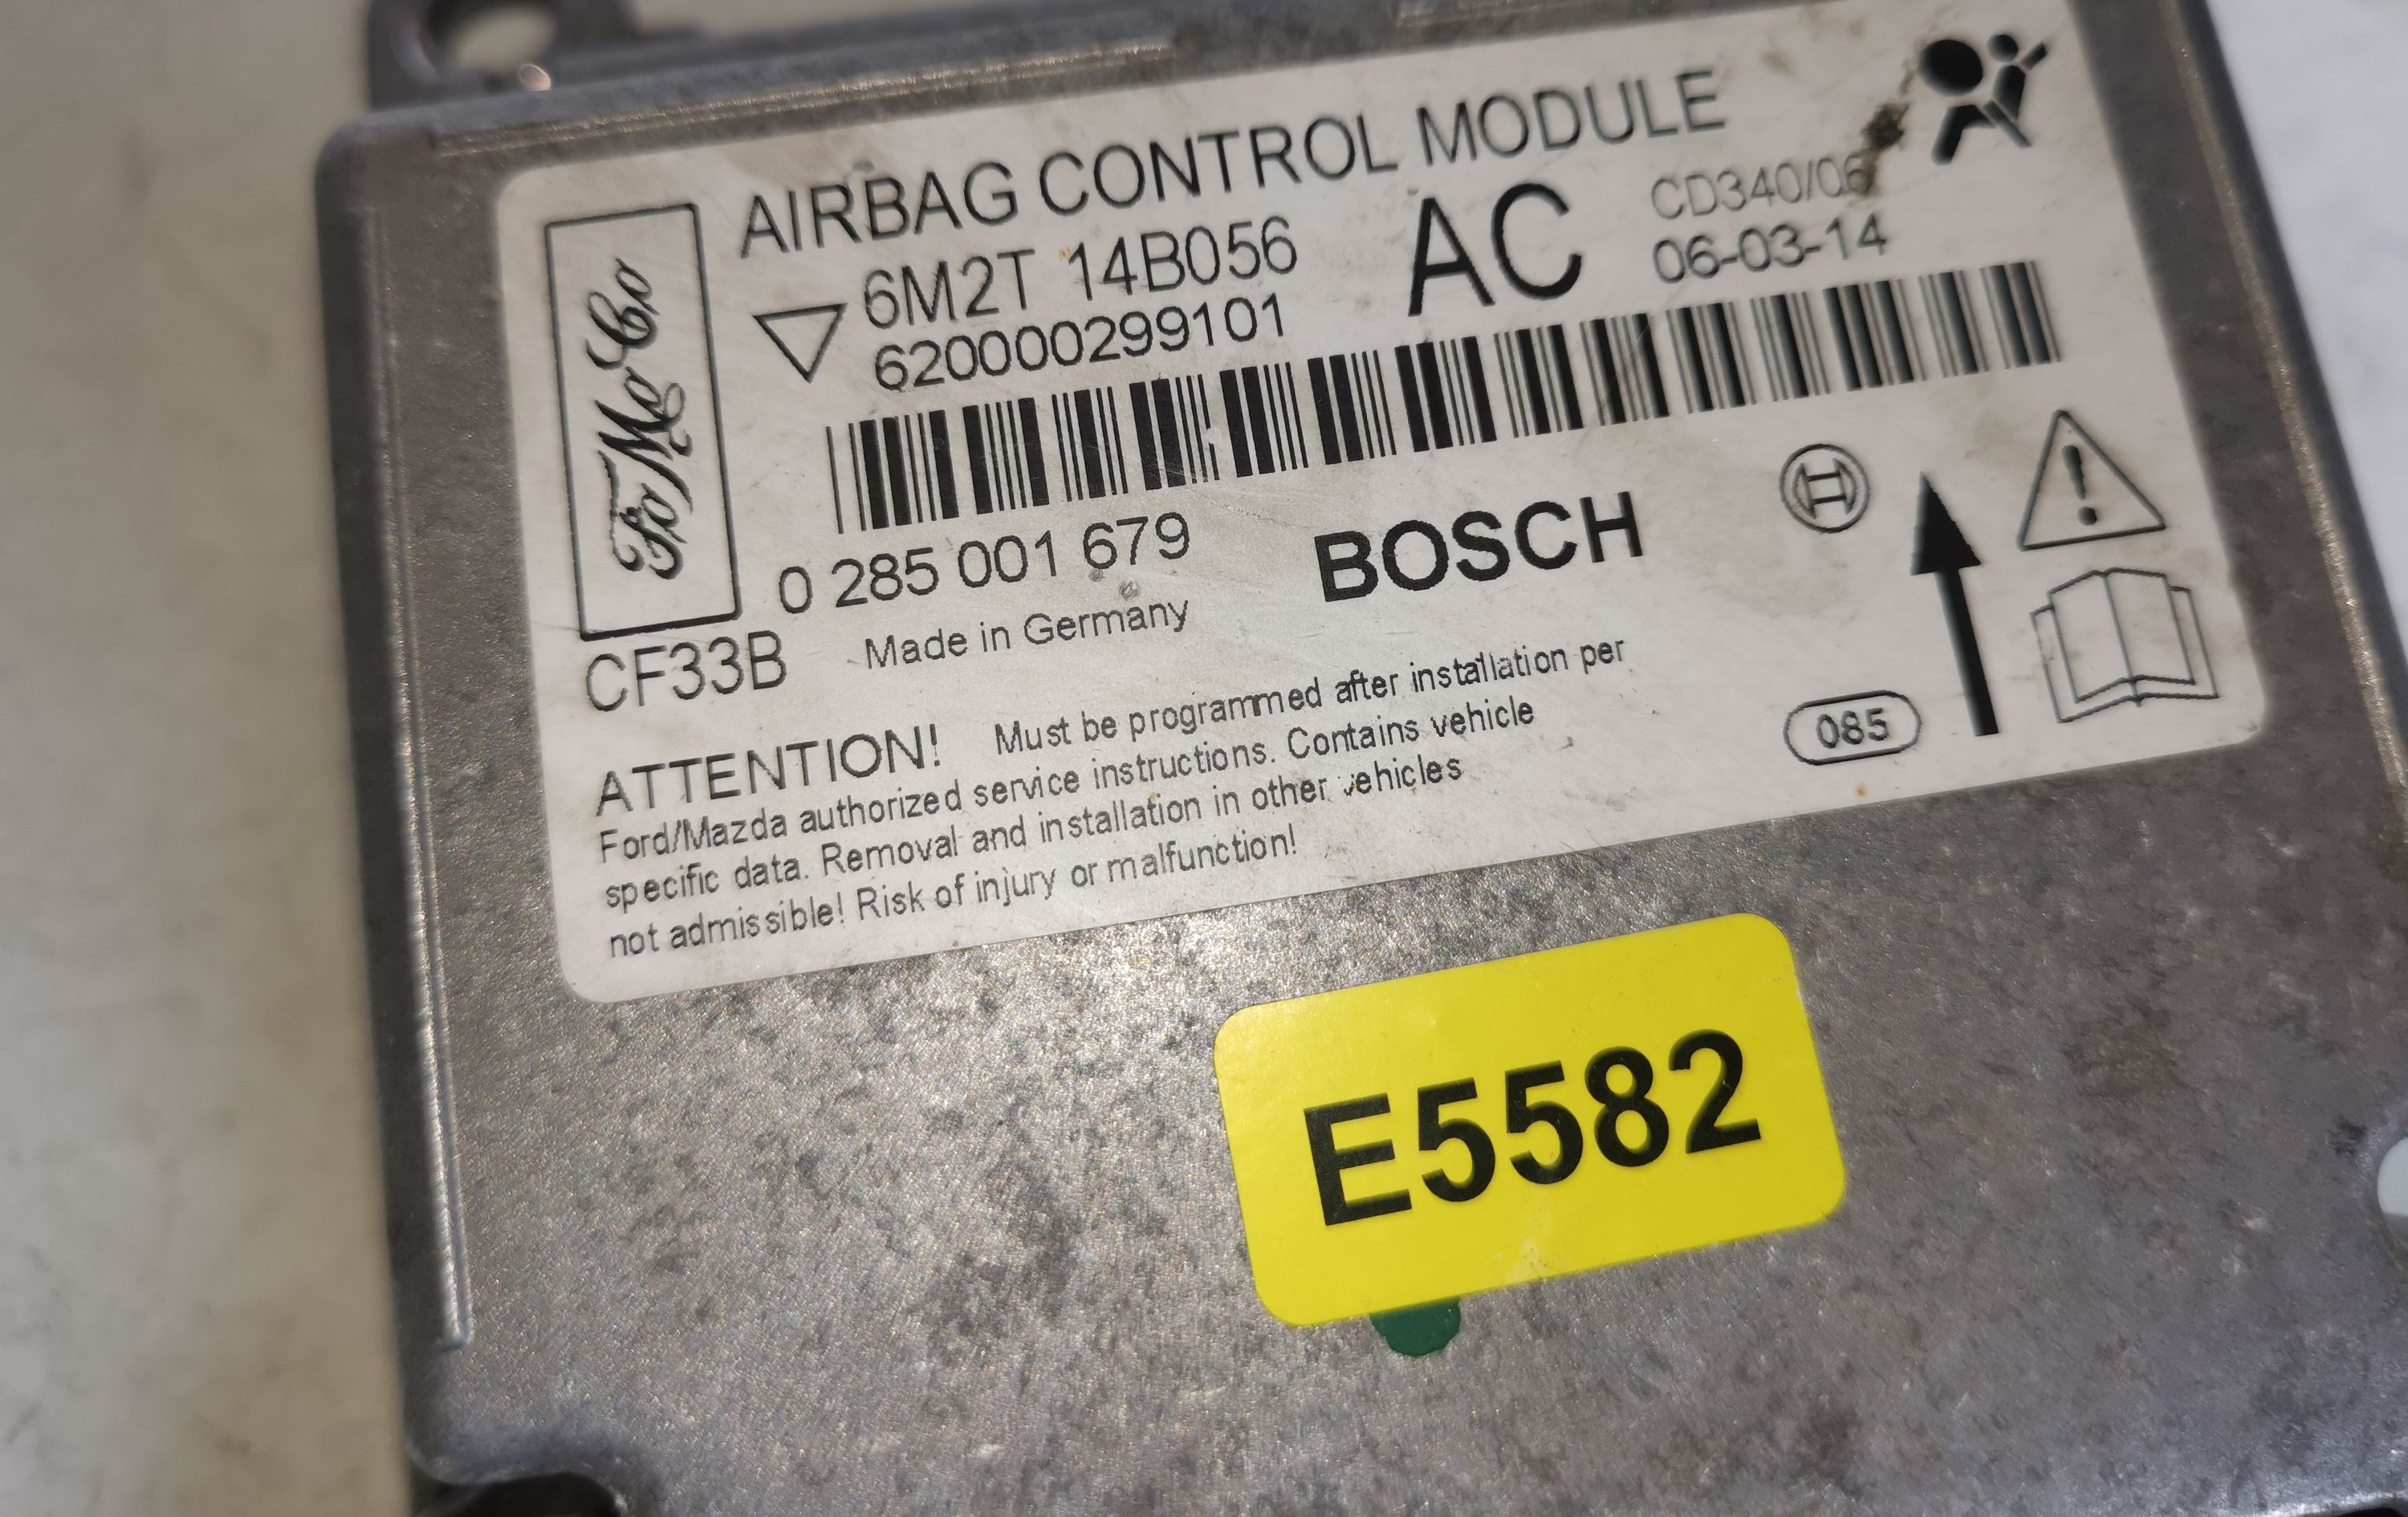 AIRBAG CONTROL MODULE
6M2T 14B056 AC
CD340/06
620000299101
06-03-14
FoMoCo
0 285 001 679
BOSCH
CF33B
Made in Germany
085
ATTENTION! Must be programmed after installation per
Ford/Mazda authorized service instructions. Contains vehicle
specific data. Removal and installation in other vehicles
not admissible! Risk of injury or malfunction!
E5582